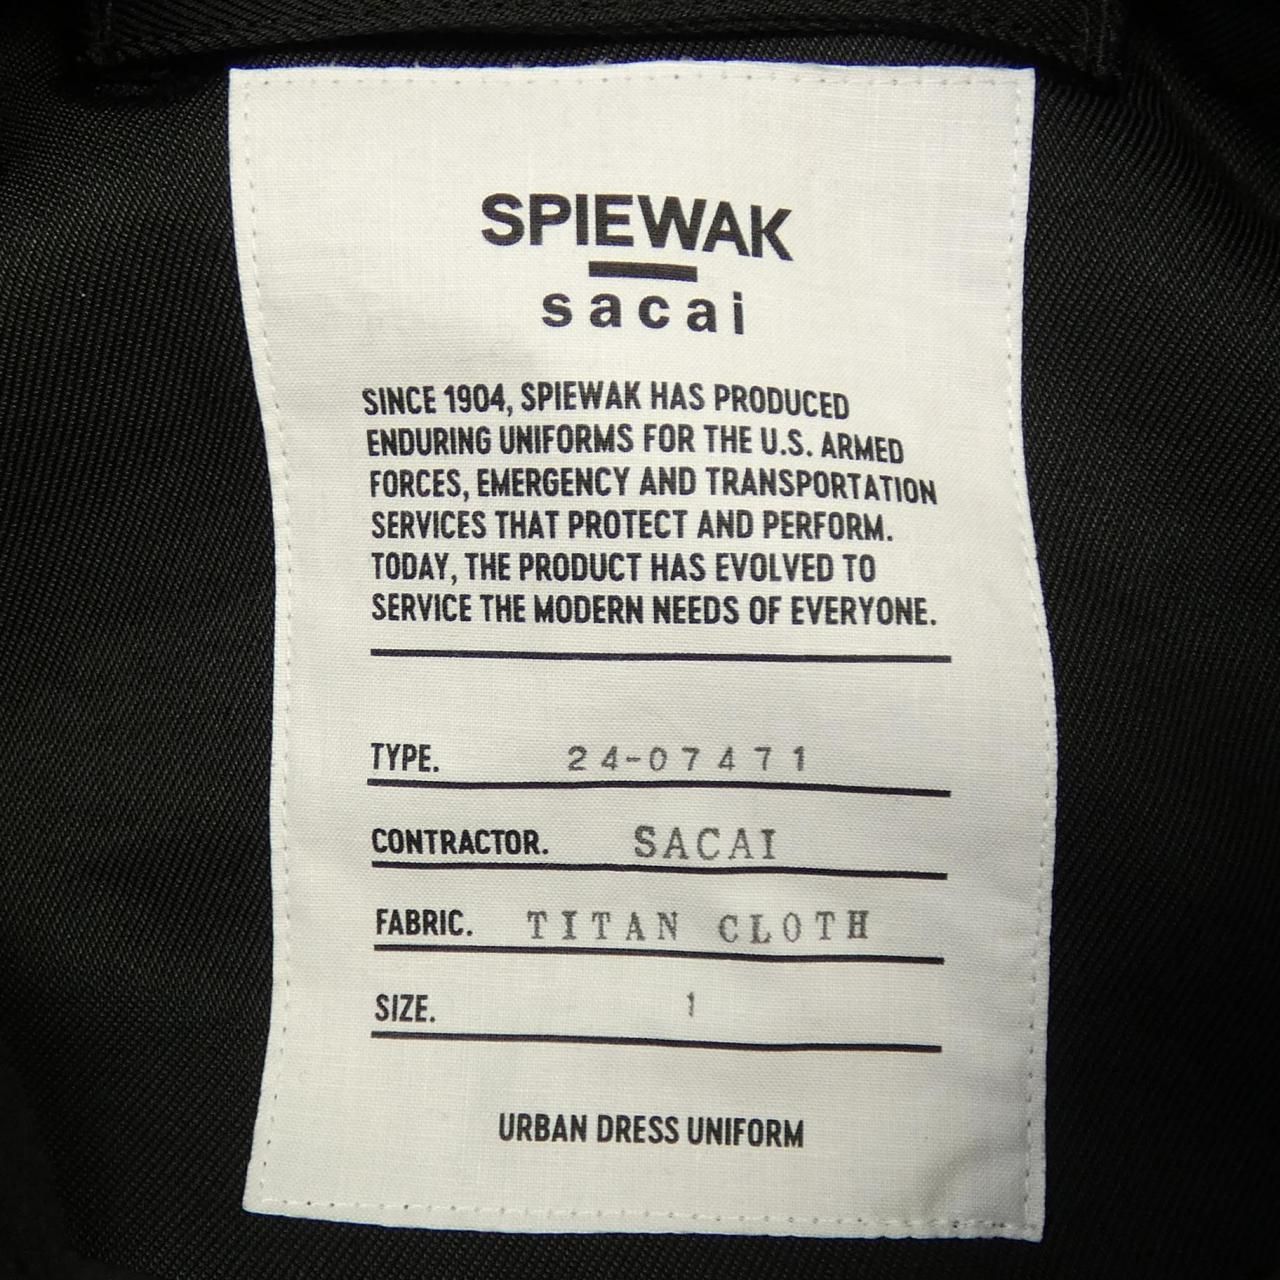 SPIEWAK
sacai
SINCE 1904, SPIEWAK HAS PRODUCED
ENDURING UNIFORMS FOR THE U.S. ARMED
FORCES, EMERGENCY AND TRANSPORTATION
SERVICES THAT PROTECT AND PERFORM.
TODAY, THE PRODUCT HAS EVOLVED TO
SERVICE THE MODERN NEEDS OF EVERYONE.
TYPE. 24-07471
CONTRACTOR. SACAI
FABRIC. TITAN CLOTH
SIZE. 1
URBAN DRESS UNIFORM